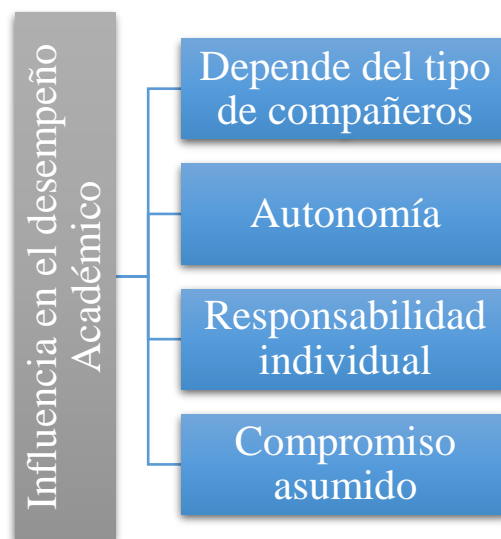 Influencia en el desempeño
Académico
Depende del tipo
de compañeros
Autonomía
Responsabilidad
individual
Compromiso
asumido